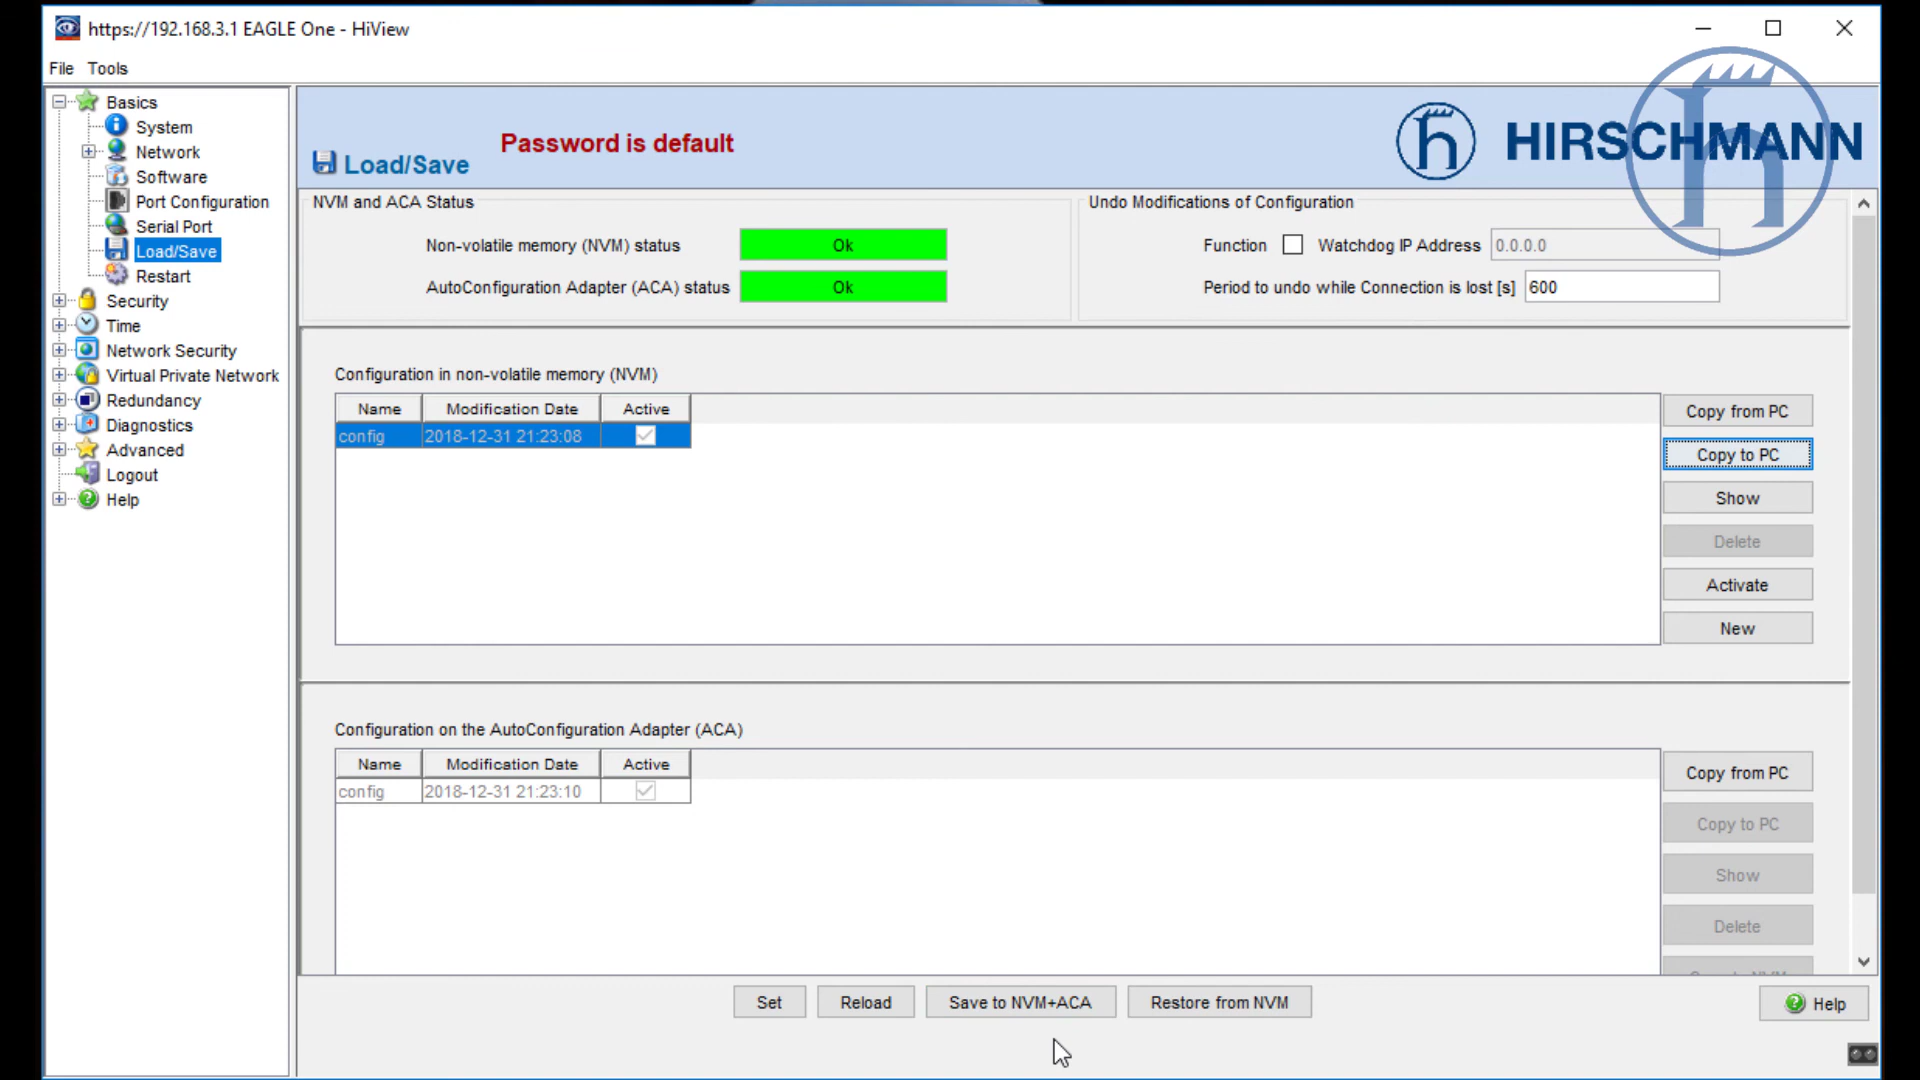 https://192.168.3.1 EAGLE One - HiView
File Tools
Basics
System
Network
Software
Port Configuration
Serial Port
Load/Save
Restart
Security
Time
Network Security
Virtual Private Network
Redundancy
Diagnostics
Advanced
Logout
Help
Load/Save
Password is default
HIRSCHMANN
NVM and ACA Status
Non-volatile memory (NVM) status Ok
AutoConfiguration Adapter (ACA) status Ok
Undo Modifications of Configuration
Function Watchdog IP Address 0.0.0.0
Period to undo while Connection is lost [s] 600
Configuration in non-volatile memory (NVM)
Name Modification Date Active
config 2018-12-31 21:23:08
Copy from PC
Copy to PC
Show
Delete
Activate
New
Configuration on the AutoConfiguration Adapter (ACA)
Name Modification Date Active
config 2018-12-31 21:23:10
Copy from PC
Copy to PC
Show
Delete
Set Reload Save to NVM+ACA Restore from NVM
Help